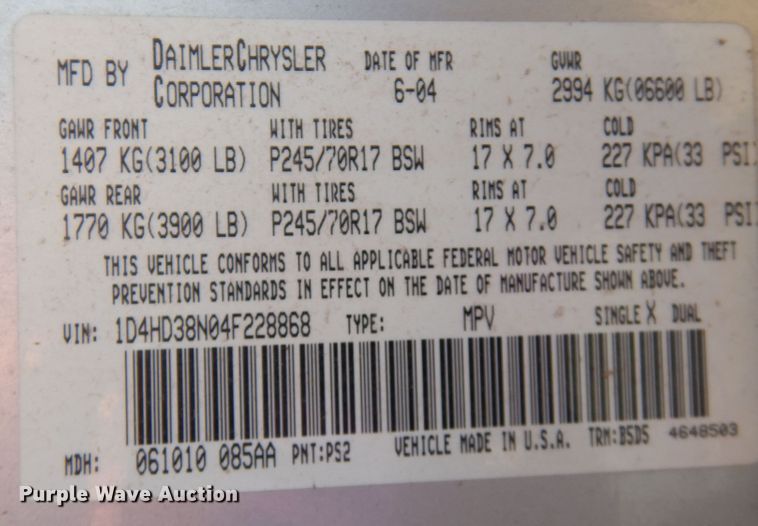 MFD BY DAIMLERCHRYSLER CORPORATION DATE OF MFR 6-04 GVWR 2994 KG(06600 LB)
GAWR FRONT WITH TIRES RIMS AT COLD
1407 KG(3100 LB) P245/70R17 BSW 17 X 7.0 227 KPA(33 PSI)
GAWR REAR WITH TIRES RIMS AT COLD
1770 KG(3900 LB) P245/70R17 BSW 17 X 7.0 227 KPA(33 PSI
THIS VEHICLE CONFORMS TO ALL APPLICABLE FEDERAL MOTOR VEHICLE SAFETY AND THEFT
PREVENTION STANDARDS IN EFFECT ON THE DATE OF MANUFACTURE SHOWN ABOVE.
VIN: 1D4HD38N04F228868 TYPE: MPV SINGLE X DUAL
MDH: 061010 085AA PNT:PS2 VEHICLE MADE IN U.S.A. TRM:B5D5 4648503
Purple Wave Auction